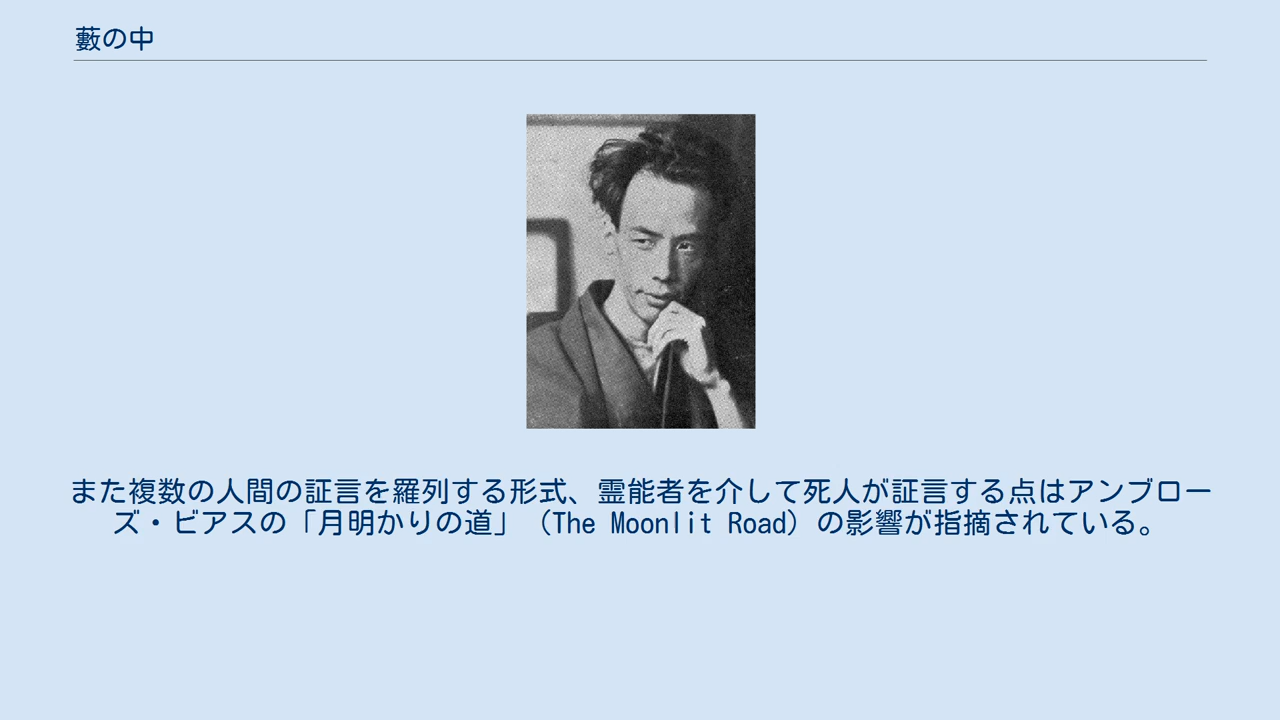 藪の中
また複数の人間の証言を羅列する形式、霊能者を介して死人が証言する点はアンブロー
ズ・ビアスの「月明かりの道」（The Moonlit Road）の影響が指摘されている。